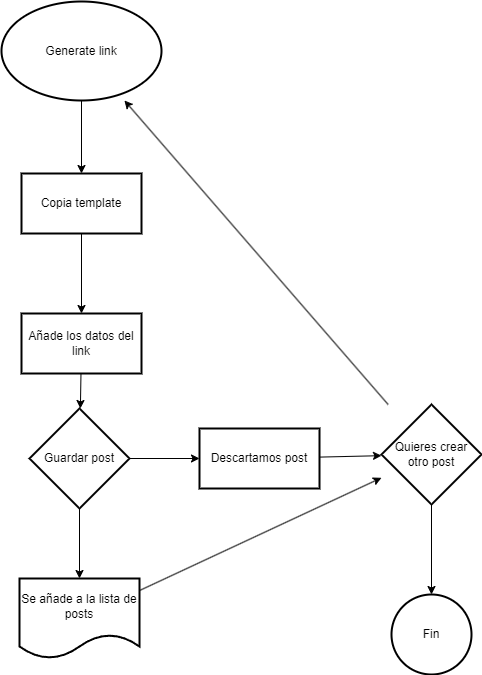 Generate link
Copia template
Añade los datos del
link
Guardar post
Descartamos post
Quieres crear
otro post
Se añade a la lista de
posts
Fin